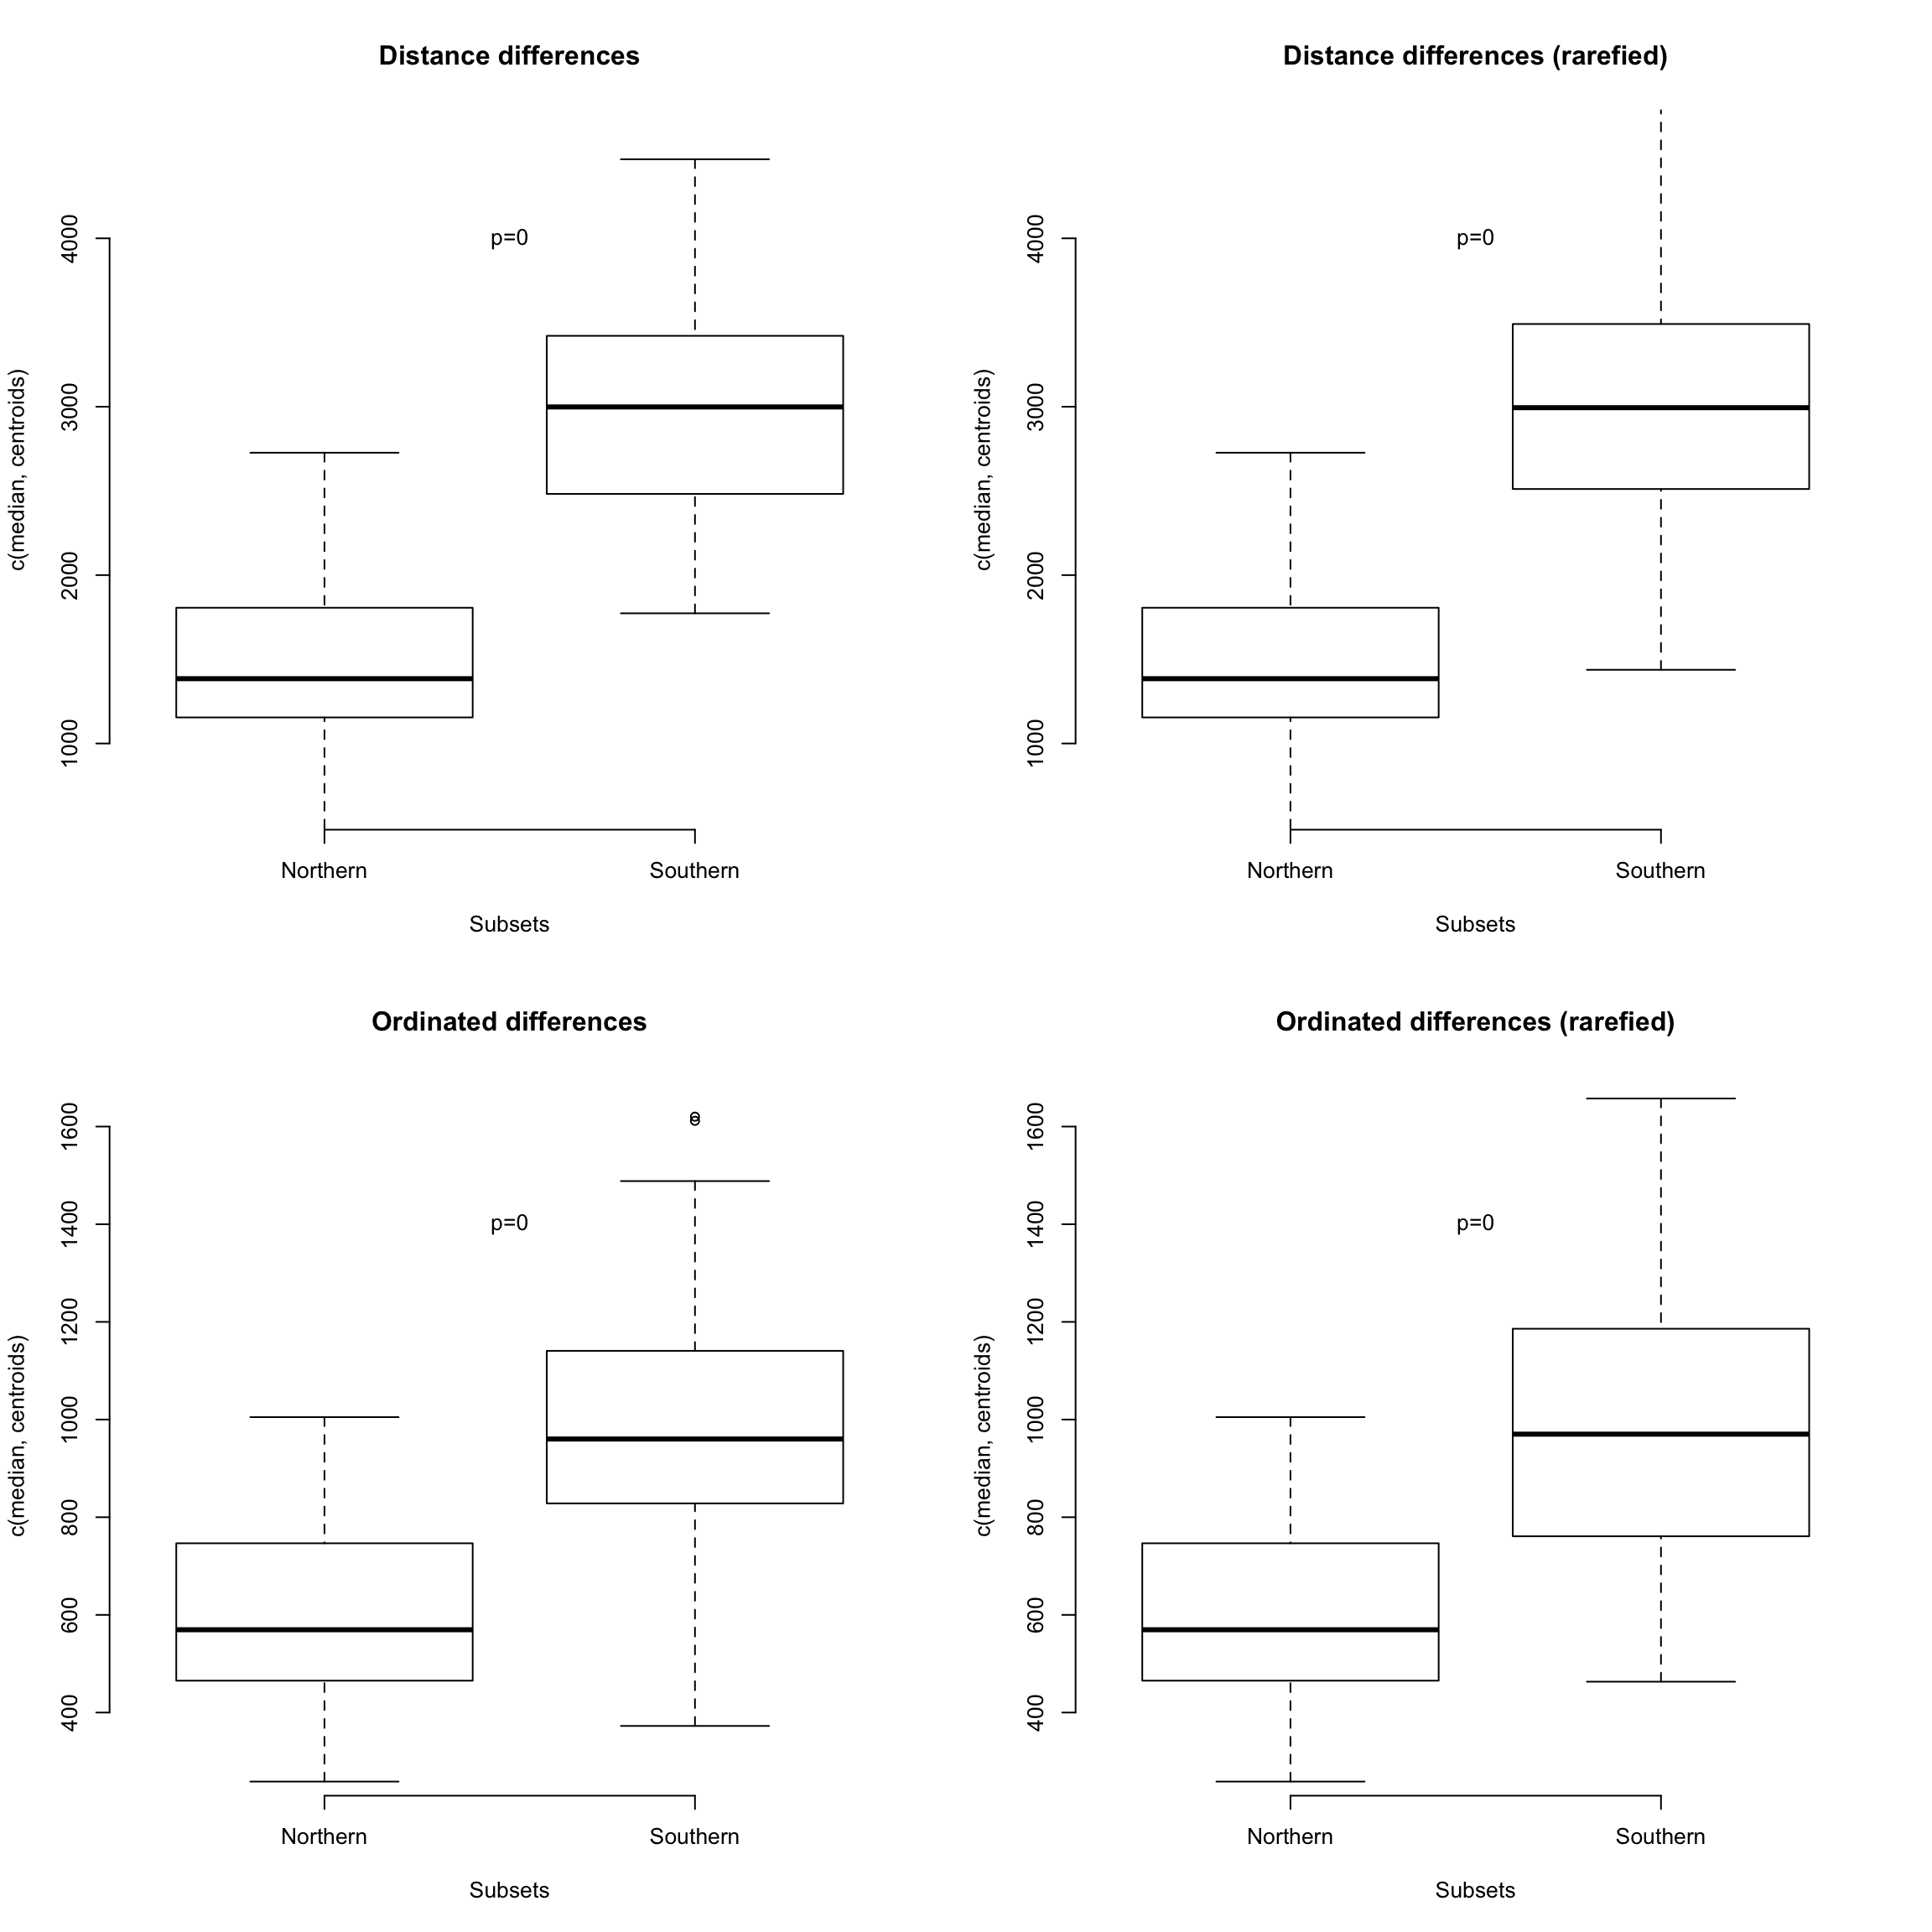 Distance differences
c(median, centroids)
4000
3000
2000
1000
p=0
Northern
Southern
Subsets
Distance differences (rarefied)
c(median, centroids)
4000
3000
2000
1000
p=0
Northern
Southern
Subsets
Ordinated differences
c(median, centroids)
1600
1400
1200
1000
800
600
400
p=0
Northern
Southern
Subsets
Ordinated differences (rarefied)
c(median, centroids)
1600
1400
1200
1000
800
600
400
p=0
Northern
Southern
Subsets